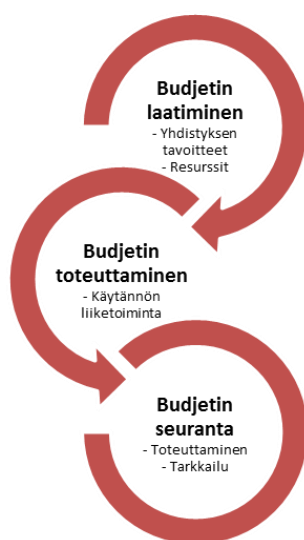 Budjetin
laatiminen
- Yhdistyksen
tavoitteet
- Resurssit
Budjetin
toteuttaminen
- Käytännön
liiketoiminta
Budjetin
seuranta
- Toteuttaminen
- Tarkkailu